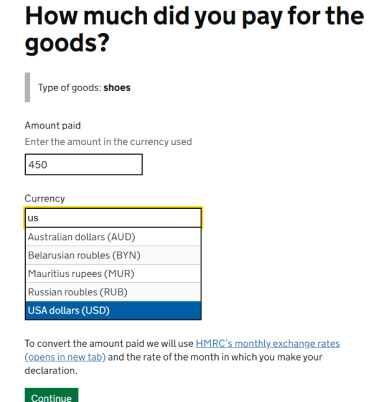 How much did you pay for the
goods?
Type of goods: shoes
Amount paid
Enter the amount in the currency used
450
Currency
us
Australian dollars (AUD)
Belarusian roubles (BYN)
Mauritius rupees (MUR)
Russian roubles (RUB)
USA dollars (USD)
To convert the amount paid we will use HMRC's monthly exchange rates
(opens in new tab) and the rate of the month in which you make your
declaration.
Continue